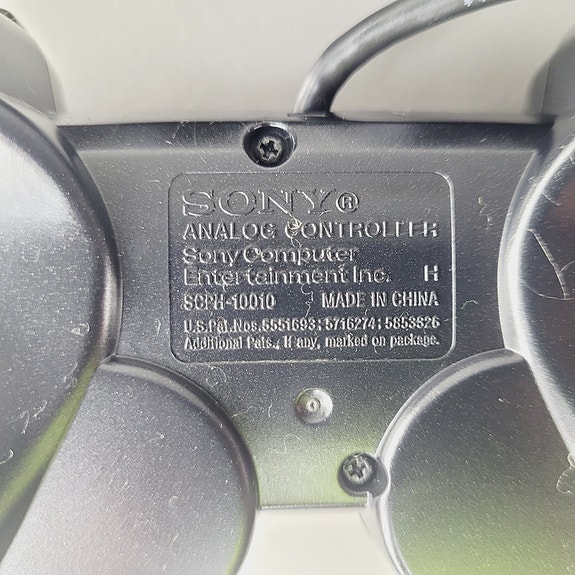 SONY®
ANALOG CONTROLLER
Sony Computer
Entertainment Inc. H
SCPH-10010 MADE IN CHINA
U.S.Pat.Nos.5551693;5716274;5853326
Additional Pats., if any, marked on package.